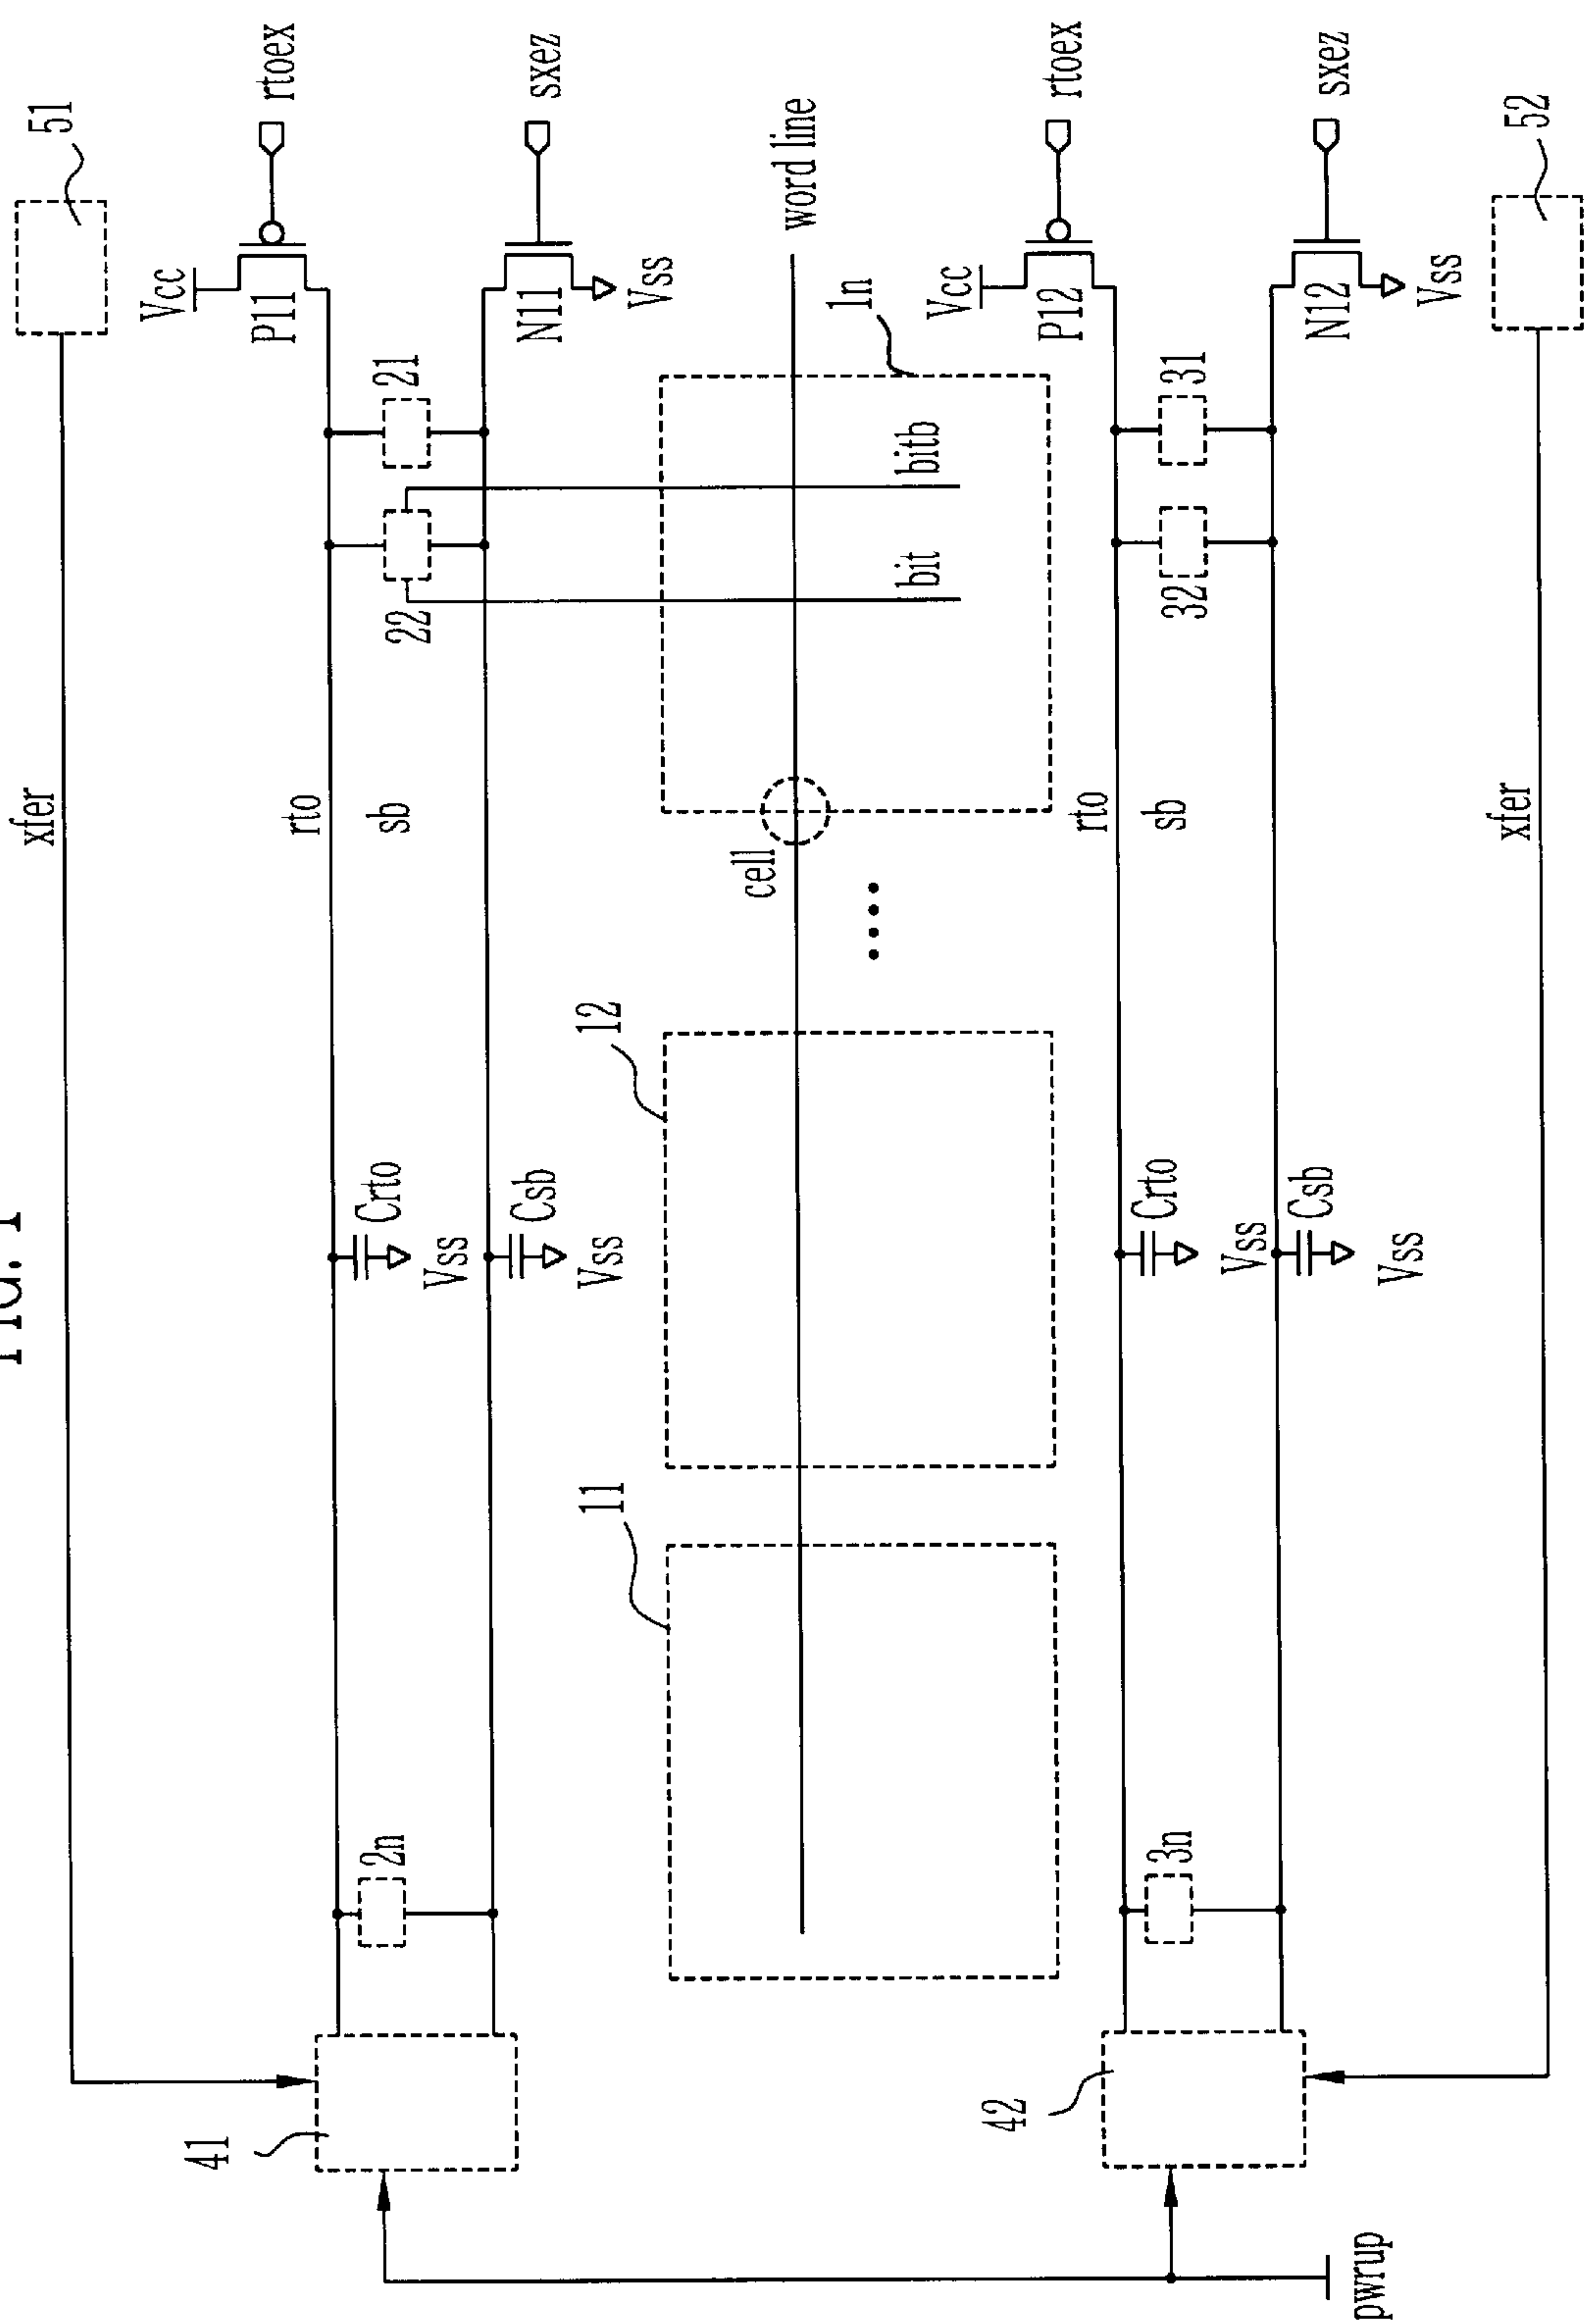 FIG. 1
xfer
51
Vcc
41
P11
rtoex
rto
2n
Crto
sb
21
22
Vss
Csb
N11
sxez
Vss
Vss
11
12
cell
word line
1n
bit
bitb
Vcc
42
P12
rtoex
rto
3n
Crto
sb
32
31
Vss
Csb
N12
sxez
Vss
Vss
pwrup
xfer
52